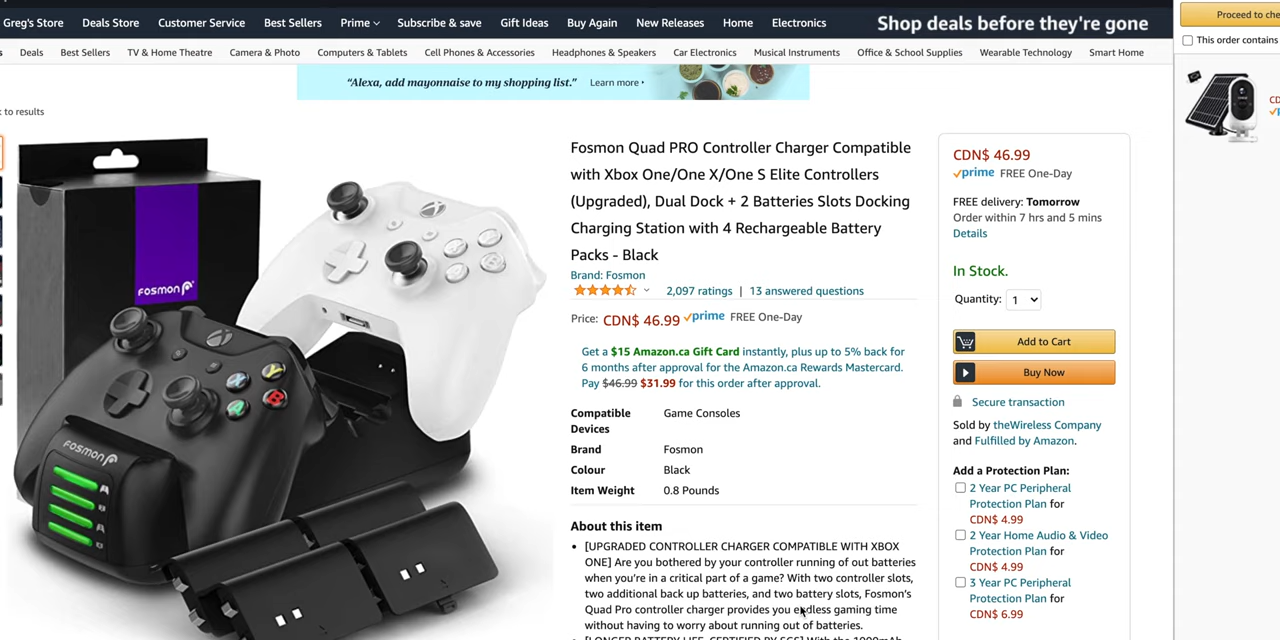 Greg's Store Deals Store Customer Service Best Sellers Prime Subscribe & save Gift Ideas Buy Again New Releases Home Electronics Shop deals before they're gone
Deals Best Sellers TV & Home Theatre Camera & Photo Computers & Tablets Cell Phones & Accessories Headphones & Speakers Car Electronics Musical Instruments Office & School Supplies Wearable Technology Smart Home
Proceed to che
This order contains
"Alexa, add mayonnaise to my shopping list." Learn more
to results
FOSMON
FOSMON
X
Y
A
B
Fosmon Quad PRO Controller Charger Compatible
with Xbox One/One X/One S Elite Controllers
(Upgraded), Dual Dock + 2 Batteries Slots Docking
Charging Station with 4 Rechargeable Battery
Packs - Black
Brand: Fosmon
2,097 ratings | 13 answered questions
Price: CDN$ 46.99 prime FREE One-Day
Get a $15 Amazon.ca Gift Card instantly, plus up to 5% back for
6 months after approval for the Amazon.ca Rewards Mastercard.
Pay $46.99 $31.99 for this order after approval.
Compatible Game Consoles
Devices
Brand Fosmon
Colour Black
Item Weight 0.8 Pounds
About this item
• [UPGRADED CONTROLLER CHARGER COMPATIBLE WITH XBOX
ONE] Are you bothered by your controller running of out batteries
when you're in a critical part of a game? With two controller slots,
two additional back up batteries, and two battery slots, Fosmon's
Quad Pro controller charger provides you endless gaming time
without having to worry about running out of batteries.
• [LONGER BATTERY LIFE, CERTIFIED BY SGS] With the 1000mAh
CDN$ 46.99
prime FREE One-Day
FREE delivery: Tomorrow
Order within 7 hrs and 5 mins
Details
In Stock.
Quantity: 1
Add to Cart
Buy Now
Secure transaction
Sold by theWireless Company
and Fulfilled by Amazon.
Add a Protection Plan:
2 Year PC Peripheral
Protection Plan for
CDN$ 4.99
2 Year Home Audio & Video
Protection Plan for
CDN$ 4.99
3 Year PC Peripheral
Protection Plan for
CDN$ 6.99
CD